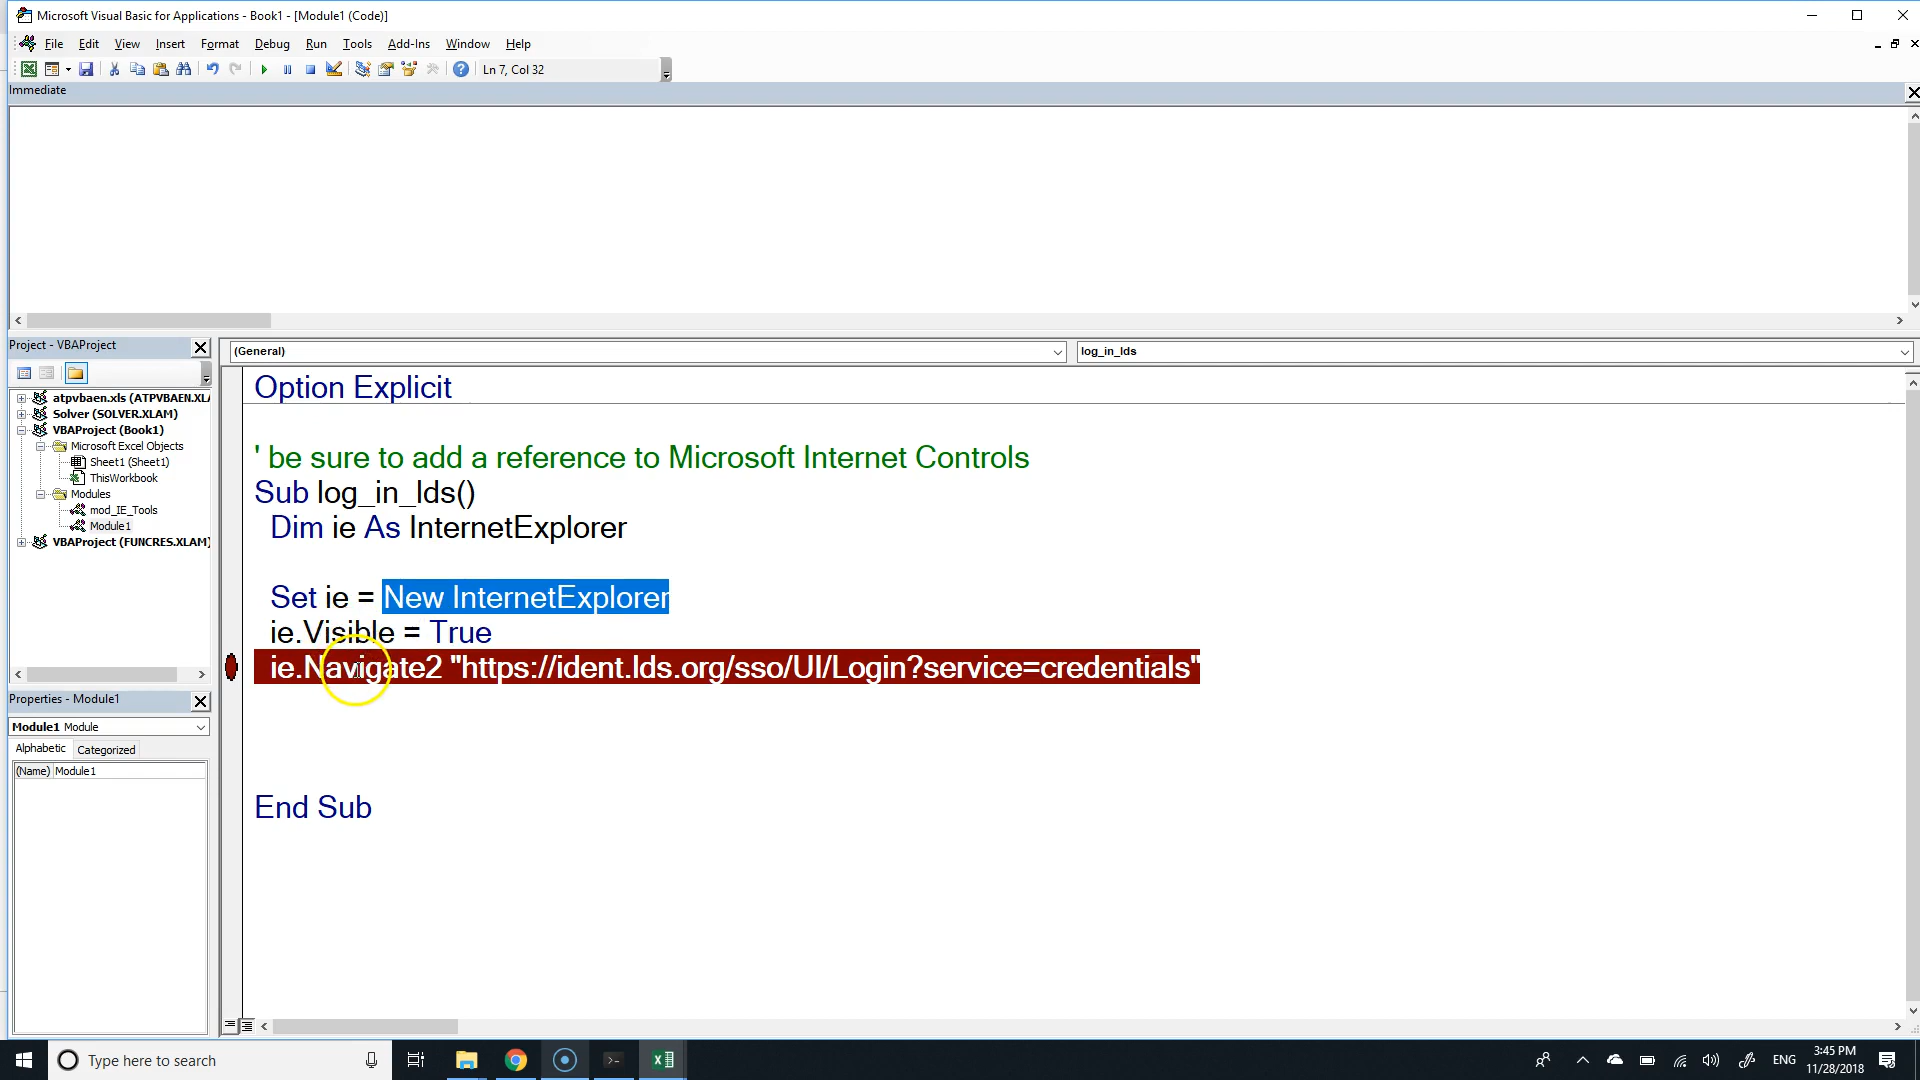 Microsoft Visual Basic for Applications - Book1 - [Module1 (Code)]
File Edit View Insert Format Debug Run Tools Add-Ins Window Help
Ln 7, Col 32
Immediate
Project - VBAProject
(General)
log_in_lds
atpvbaen.xls (ATPVBAEN.XLA
Solver (SOLVER.XLAM)
VBAProject (Book1)
Microsoft Excel Objects
Sheet1 (Sheet1)
ThisWorkbook
Modules
mod_IE_Tools
Module1
VBAProject (FUNCRES.XLAM)
Properties - Module1
Module1 Module
Alphabetic Categorized
(Name) Module1
Option Explicit
' be sure to add a reference to Microsoft Internet Controls
Sub log_in_lds()
Dim ie As InternetExplorer
Set ie = New InternetExplorer
ie.Visible = True
ie.Navigate2 "https://ident.lds.org/sso/UI/Login?service=credentials"
End Sub
Type here to search
ENG
3:45 PM
11/28/2018